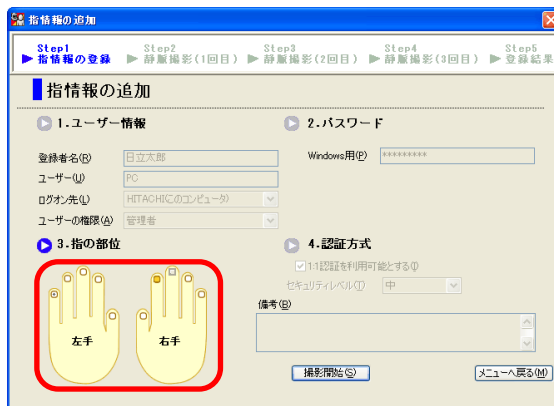 指情報の追加
Step1 Step2 Step3 Step4 Step5
指情報の登録 静脈撮影(1回目) 静脈撮影(2回目) 静脈撮影(3回目) 登録結果
指情報の追加
1.ユーザー情報
2.パスワード
登録者名(R) 日立太郎
Windows用(P) *********
ユーザー(U) PC
ログオン先(L) HITACHI(このコンピュータ)
ユーザーの権限(A) 管理者
3.指の部位
4.認証方式
1:1認証を利用可能とする(I)
セキュリティレベル(T) 中
備考(B)
左手 右手
撮影開始(S) メニューへ戻る(M)